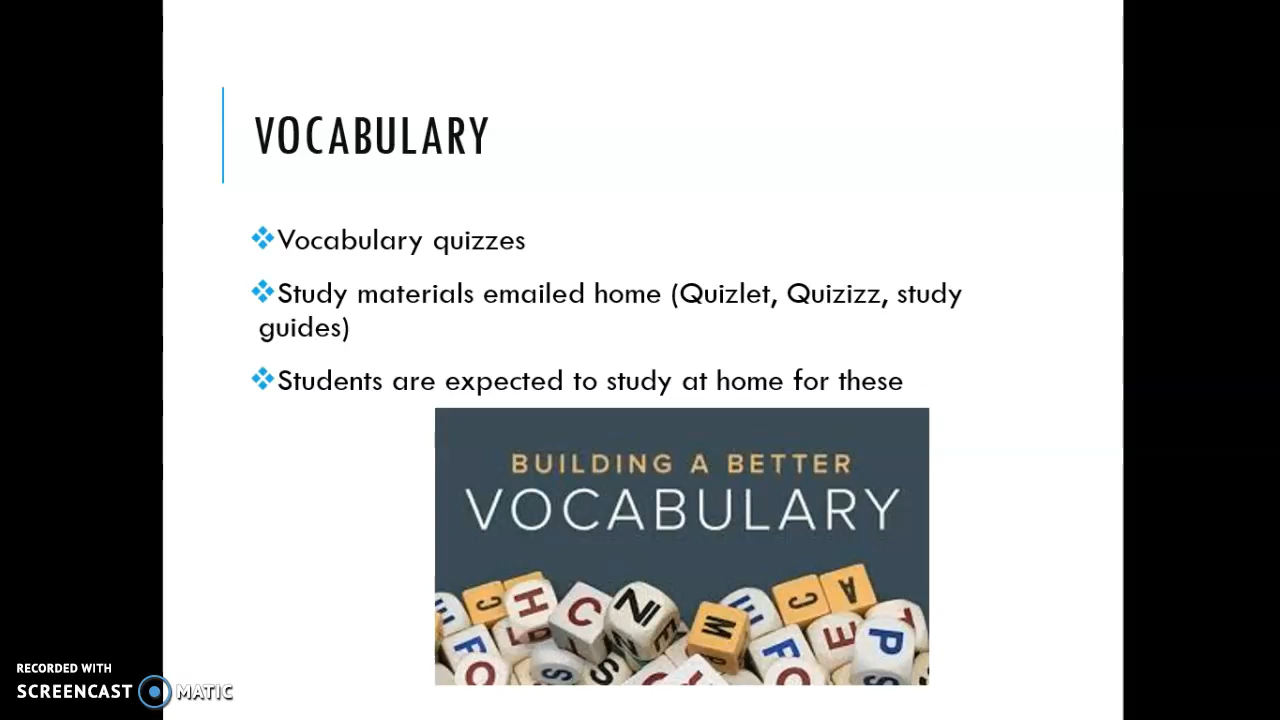 VOCABULARY
❖Vocabulary quizzes
❖Study materials emailed home (Quizlet, Quizizz, study
guides)
❖Students are expected to study at home for these
BUILDING A BETTER
VOCABULARY
RECORDED WITH
SCREENCAST MATIC